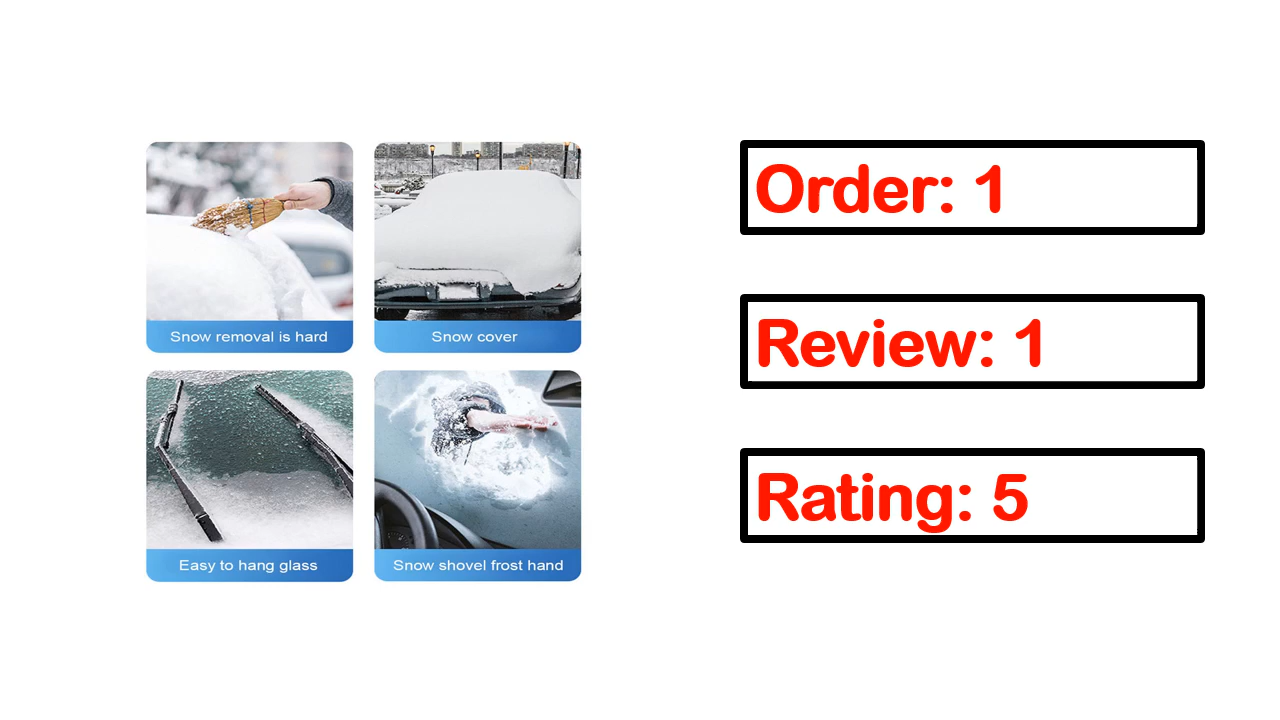 Snow removal is hard
Snow cover
Easy to hang glass
Snow shovel frost hand
Order: 1
Review: 1
Rating: 5